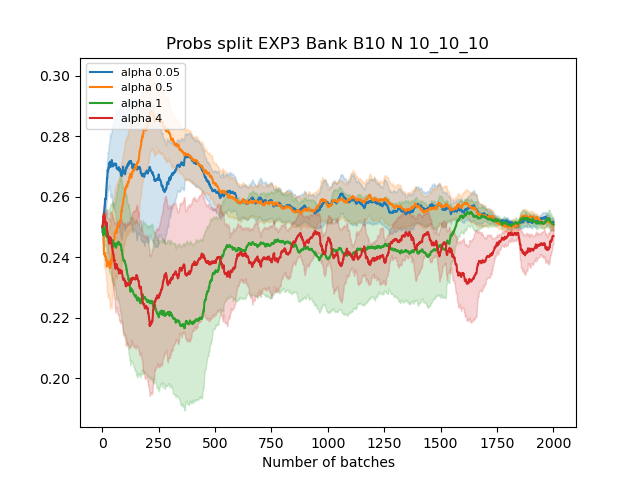 Probs split EXP3 Bank B10 N 10_10_10
alpha 0.05
alpha 0.5
alpha 1
alpha 4
0.30
0.28
0.26
0.24
0.22
0.20
0 250 500 750 1000 1250 1500 1750 2000
Number of batches